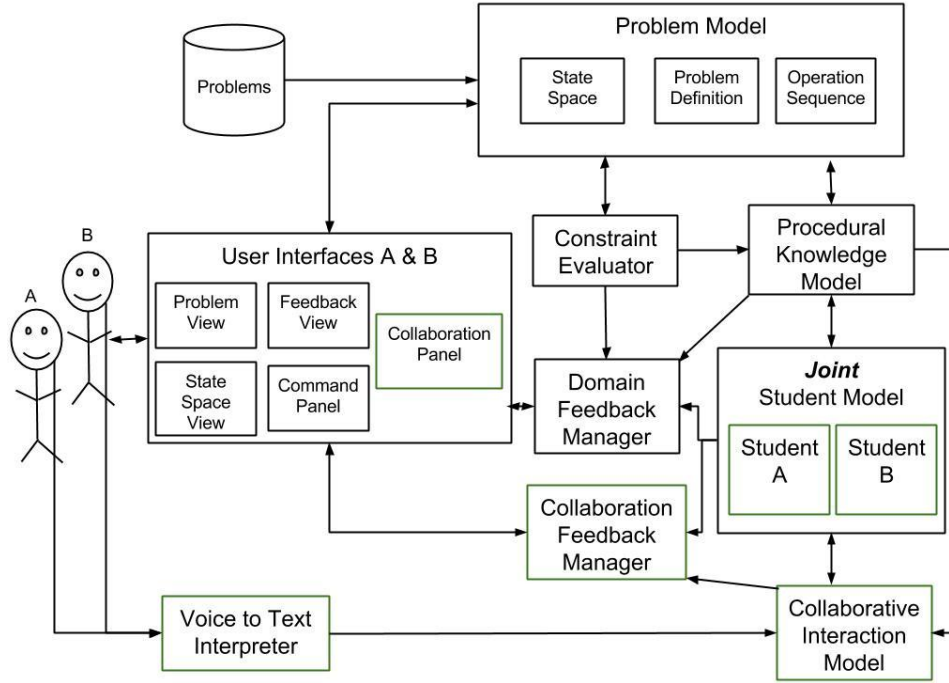 Problem Model
Problems
State
Space
Problem
Definition
Operation
Sequence
B
A
User Interfaces A & B
Problem
View
Feedback
View
Collaboration
Panel
State
Space
View
Command
Panel
Constraint
Evaluator
Procedural
Knowledge
Model
Domain
Feedback
Manager
Joint
Student Model
Student
A
Student
B
Collaboration
Feedback
Manager
Voice to Text
Interpreter
Collaborative
Interaction
Model